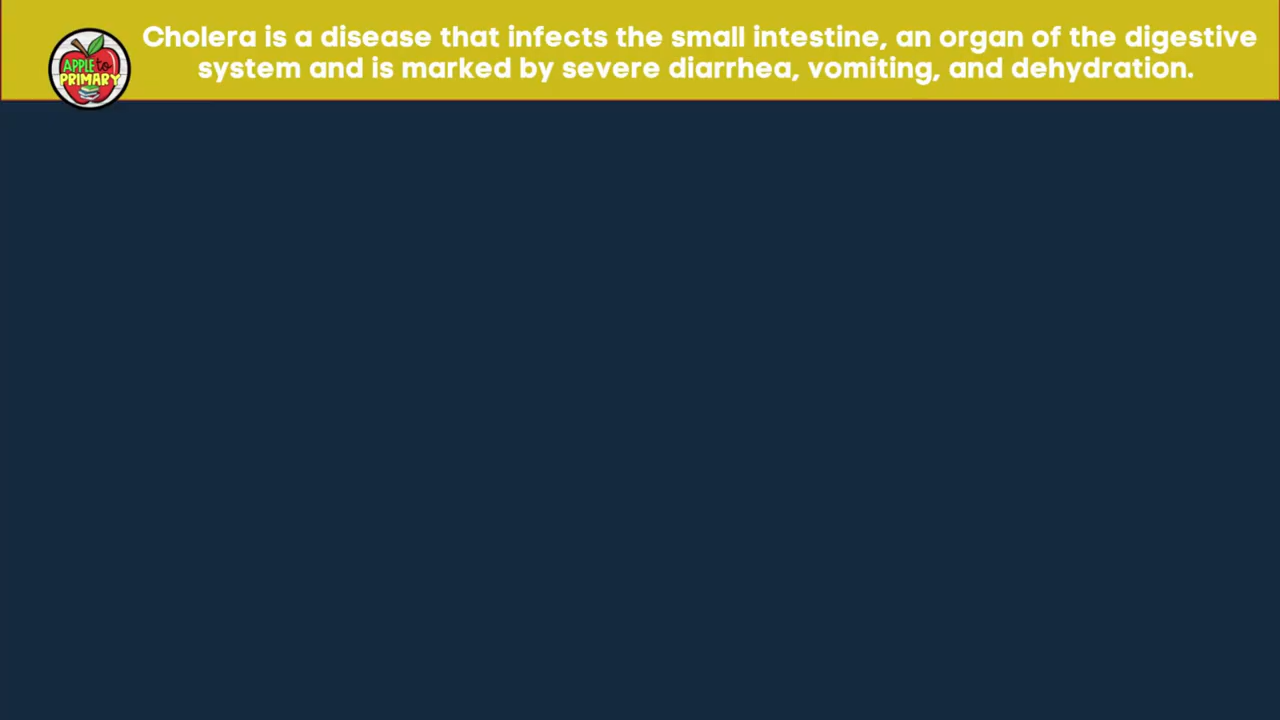 Cholera is a disease that infects the small intestine, an organ of the digestive
system and is marked by severe diarrhea, vomiting, and dehydration.
APPLE to
PRIMARY